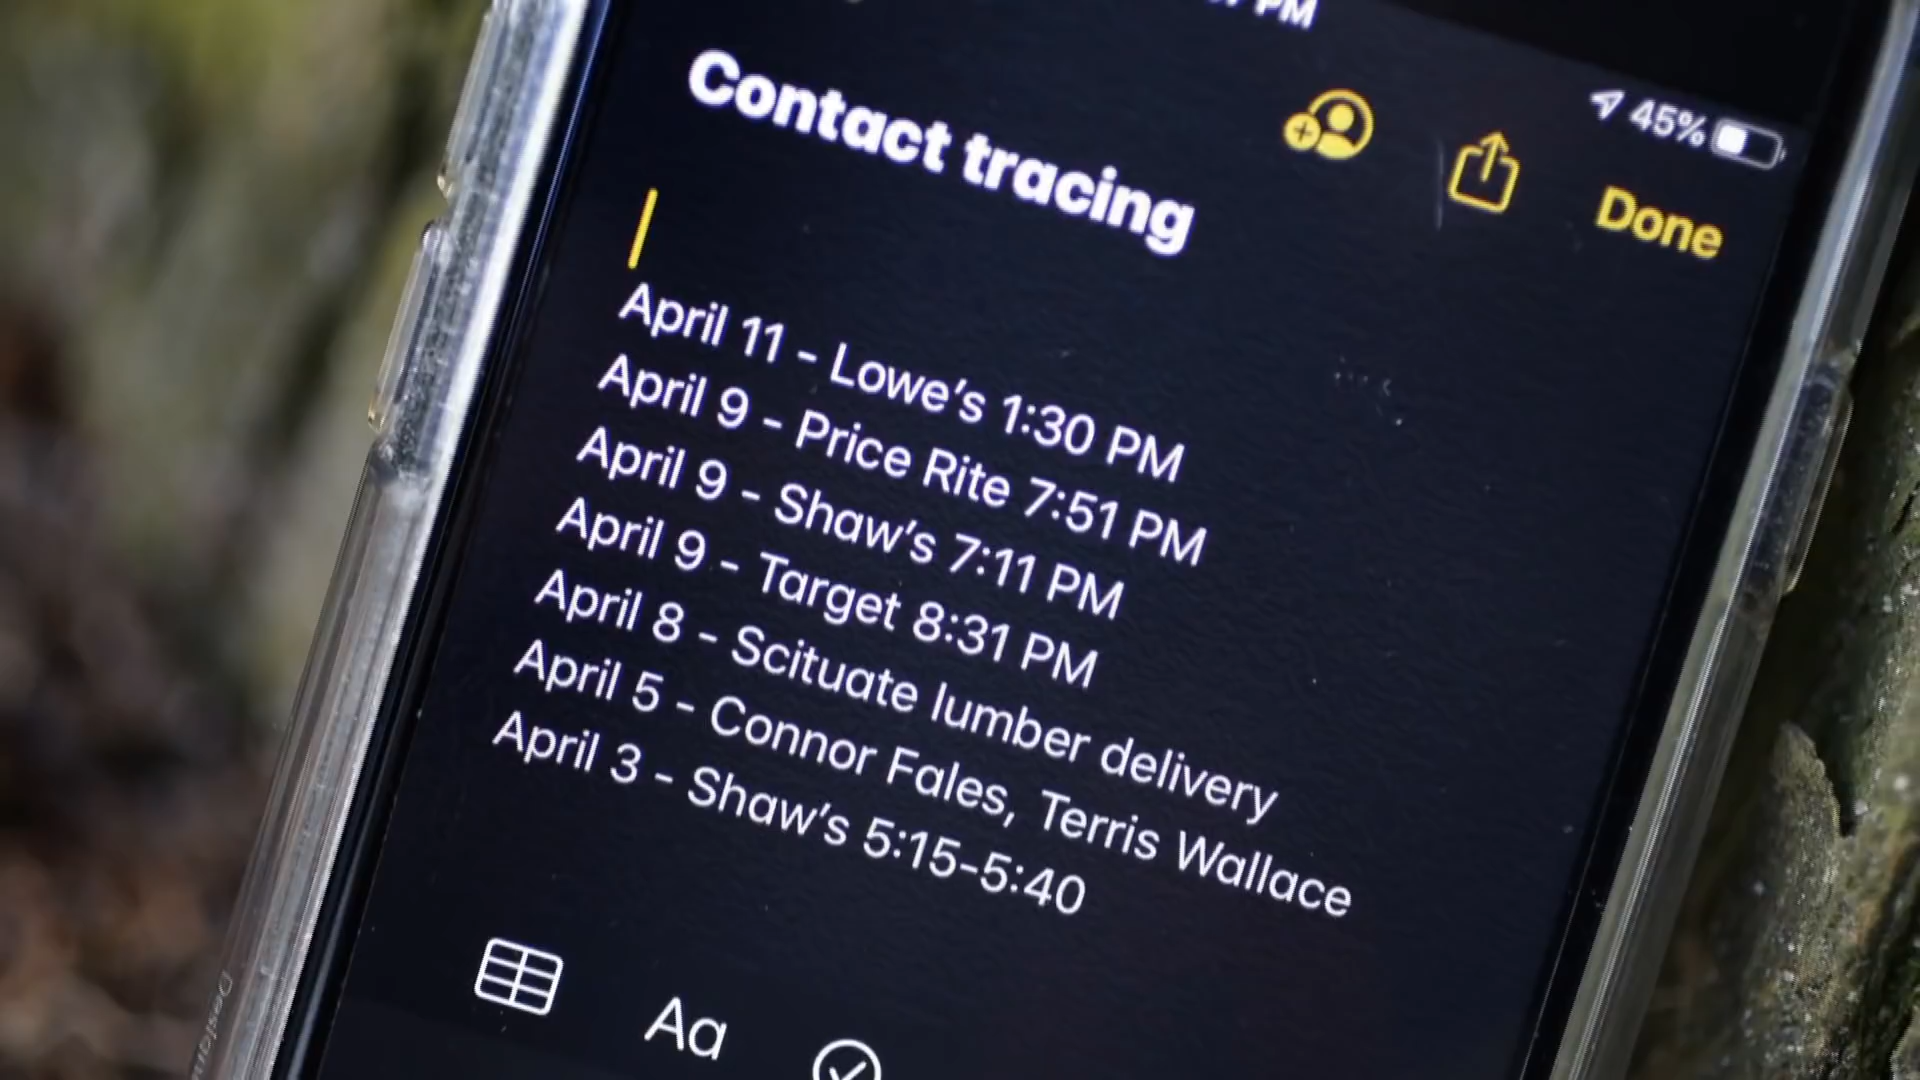 PM
45%
Done
Contact tracing
April 11 - Lowe's 1:30 PM
April 9 - Price Rite 7:51 PM
April 9 - Shaw's 7:11 PM
April 9 - Target 8:31 PM
April 8 - Scituate lumber delivery
April 5 - Connor Fales, Terris Wallace
April 3 - Shaw's 5:15-5:40
Aa